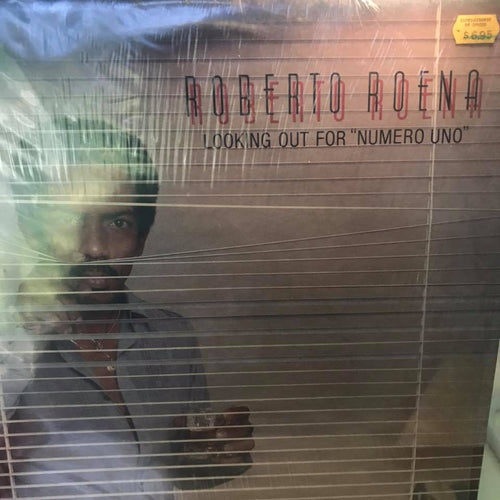 ROBERTO ROENA
LOOKING OUT FOR "NUMERO UNO"
$6.95